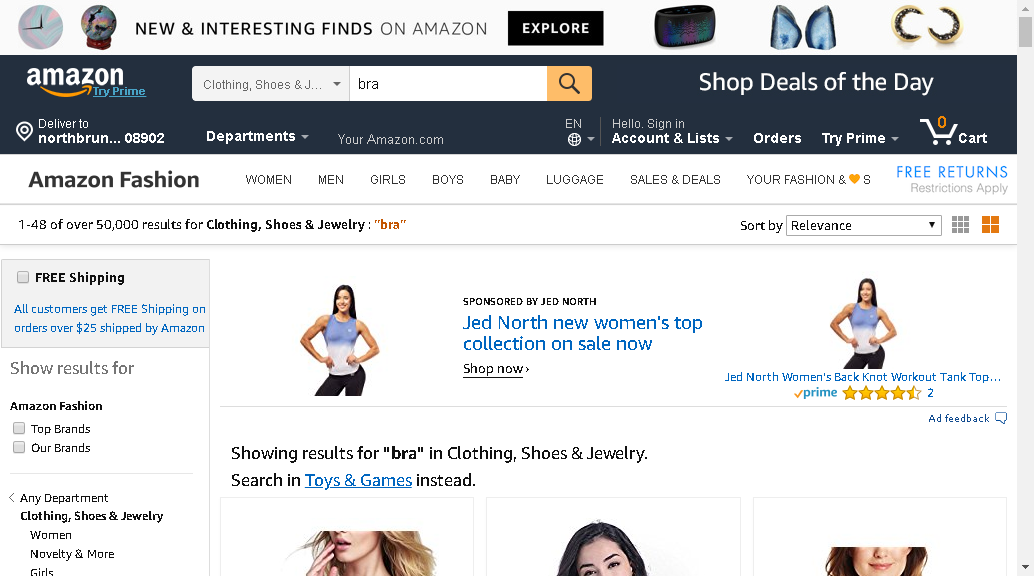 NEW & INTERESTING FINDS ON AMAZON EXPLORE
amazon
Try Prime
Clothing, Shoes & J... bra
Shop Deals of the Day
Deliver to
northbrun... 08902
Departments
Your Amazon.com
EN
Hello. Sign in
Account & Lists
Orders
Try Prime
0
Cart
Amazon Fashion
WOMEN MEN GIRLS BOYS BABY LUGGAGE SALES & DEALS YOUR FASHION & 🧡 S
FREE RETURNS
Restrictions Apply
1-48 of over 50,000 results for Clothing, Shoes & Jewelry : "bra"
Sort by Relevance
FREE Shipping
All customers get FREE Shipping on
orders over $25 shipped by Amazon
Show results for
Amazon Fashion
Top Brands
Our Brands
Any Department
Clothing, Shoes & Jewelry
Women
Novelty & More
Girls
SPONSORED BY JED NORTH
Jed North new women's top
collection on sale now
Shop now ›
Jed North Women's Back Knot Workout Tank Top...
prime 2
Ad feedback
Showing results for "bra" in Clothing, Shoes & Jewelry.
Search in Toys & Games instead.